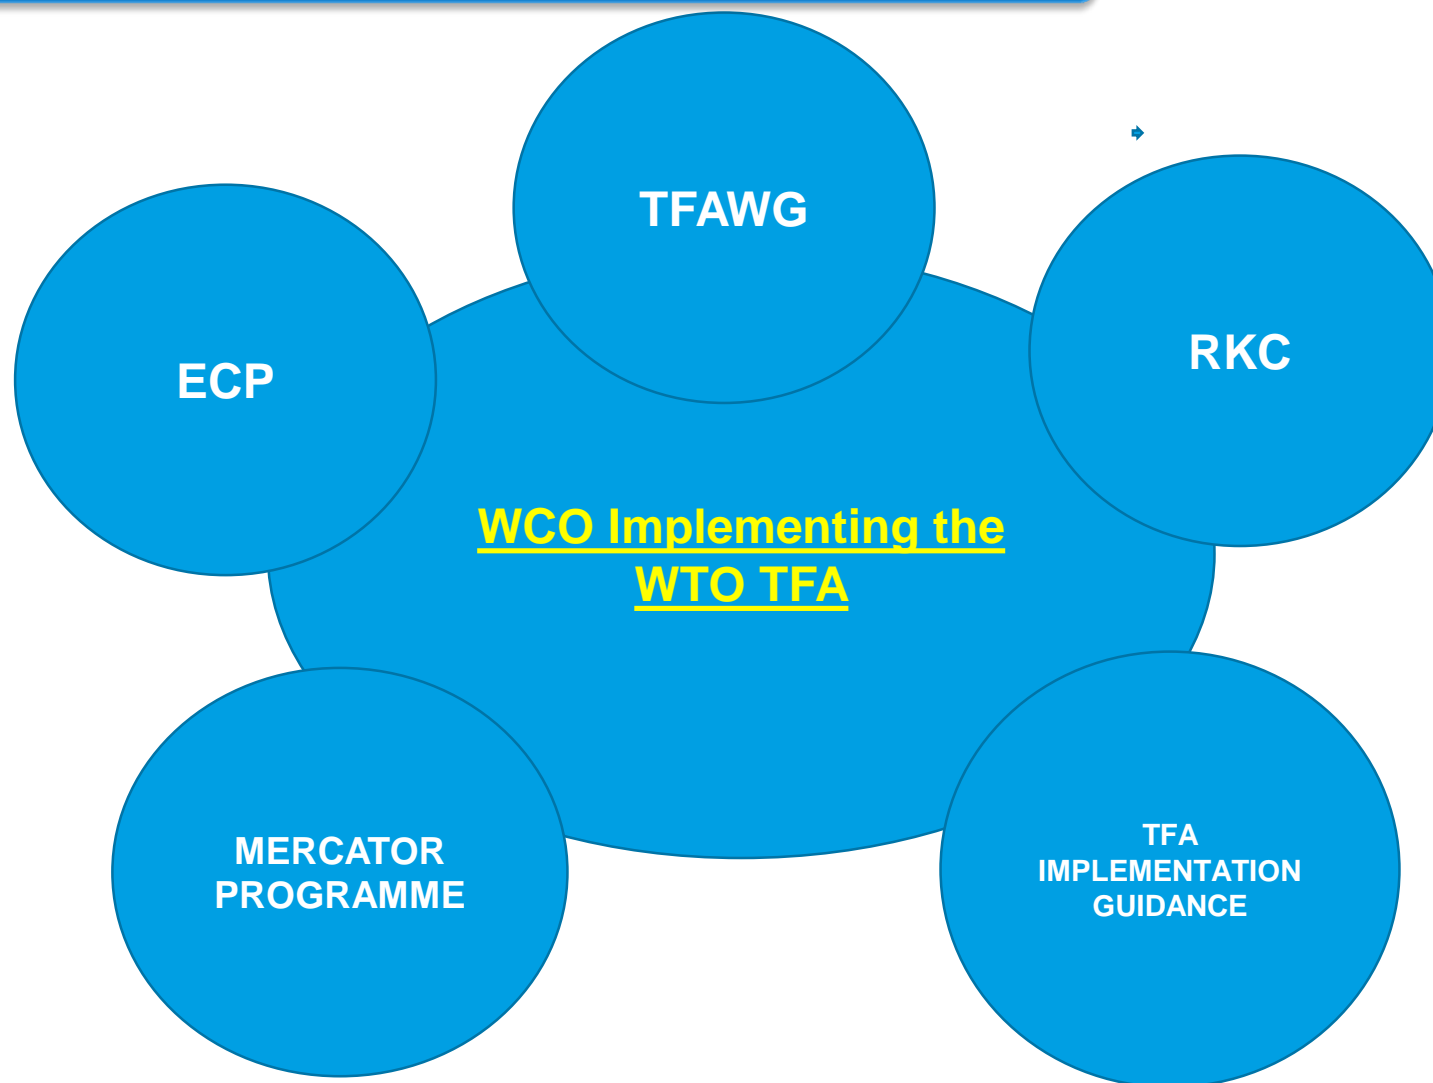 TFAWG
RKC
ECP
WCO Implementing the
WTO TFA
MERCATOR
PROGRAMME
TFA
IMPLEMENTATION
GUIDANCE